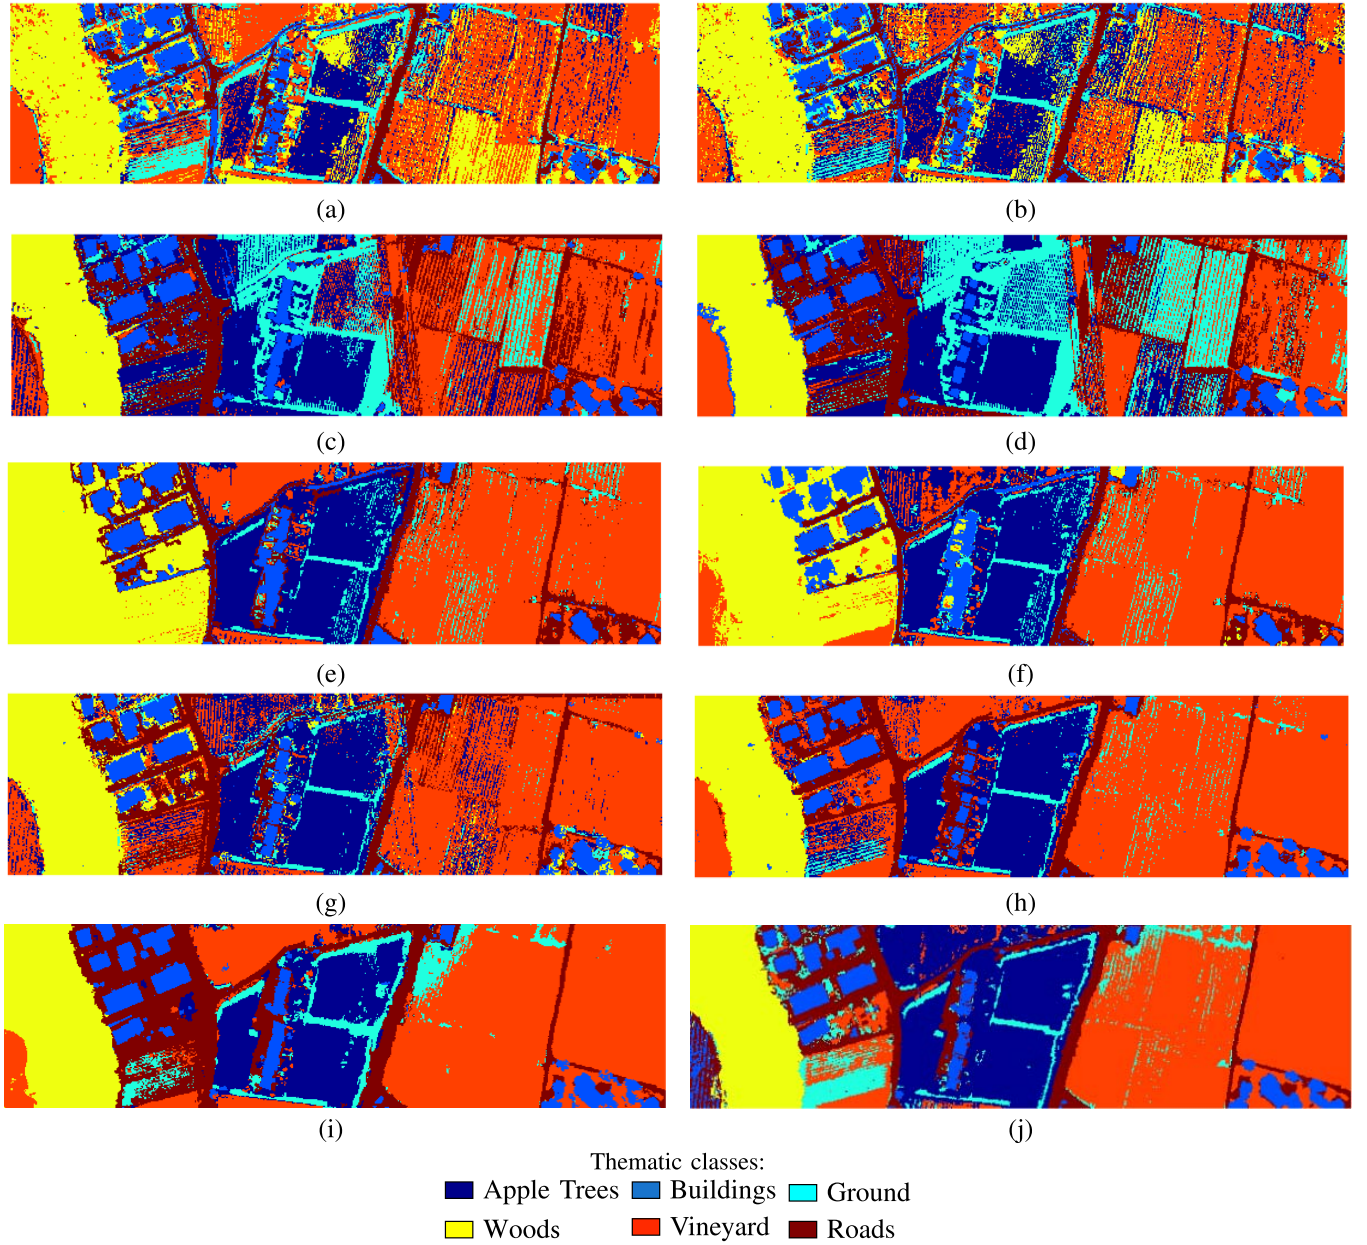 (a) (b)
(c) (d)
(e) (f)
(g) (h)
(i) (j)
Thematic classes:
Apple Trees Buildings Ground
Woods Vineyard Roads